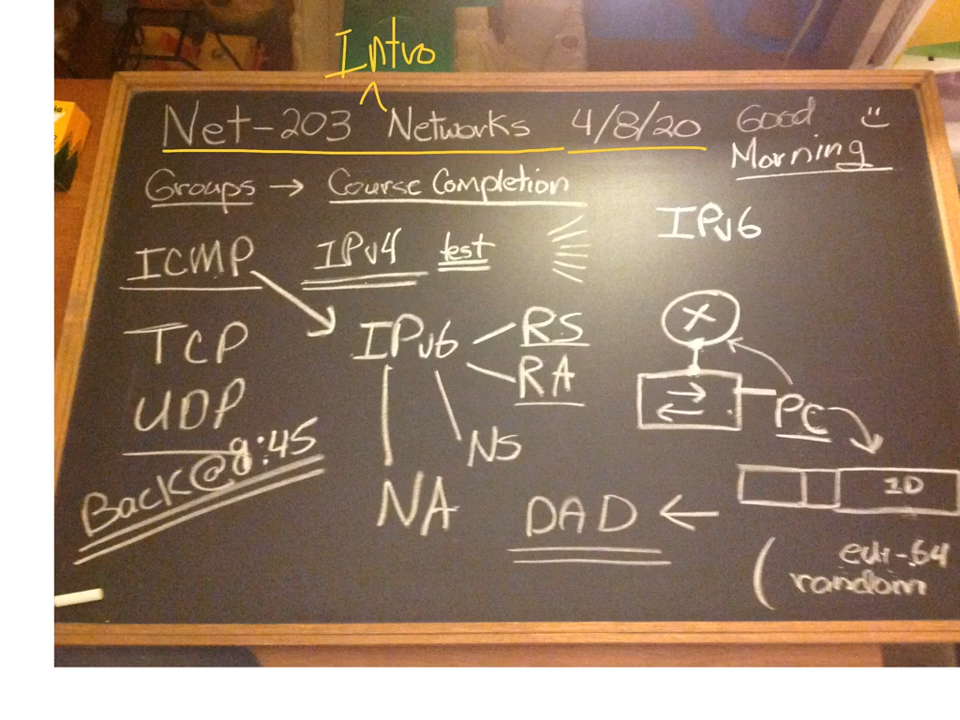 Intro
Net-203 ^ Networks 4/8/20
Good
Morning
Groups → Course Completion
ICMP IPv4 test
IPv6
TCP
UDP
Back@8:45
IPv6 RS
RA
NS
NA
X
PC
ID
DAD ←
(eui-64
random